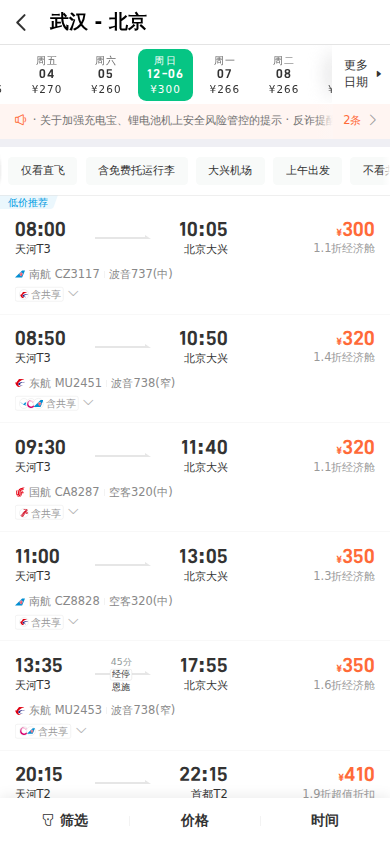 武汉 - 北京
周五 周六 周日 周一 周二
04 05 12-06 07 08
¥270 ¥260 ¥300 ¥266 ¥266
更多
日期
· 关于加强充电宝、锂电池机上安全风险管控的提示 · 反诈提 2条
仅看直飞 含免费托运行李 大兴机场 上午出发 不看
低价推荐
08:00 10:05 ¥300
天河T3 北京大兴 1.1折经济舱
南航 CZ3117 波音737(中)
含共享
08:50 10:50 ¥320
天河T3 北京大兴 1.4折经济舱
东航 MU2451 波音738(窄)
含共享
09:30 11:40 ¥320
天河T3 北京大兴 1.1折经济舱
国航 CA8287 空客320(中)
含共享
11:00 13:05 ¥350
天河T3 北京大兴 1.3折经济舱
南航 CZ8828 空客320(中)
含共享
45分
13:35 经停 17:55 ¥350
天河T3 恩施 北京大兴 1.6折经济舱
东航 MU2453 波音738(窄)
含共享
20:15 22:15 ¥410
天河T2 首都T2 1.9折超值折扣
筛选 价格 时间